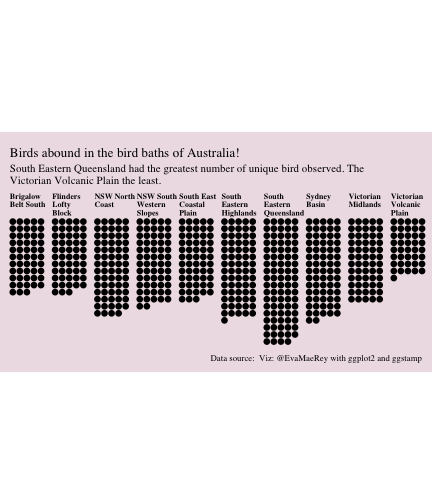 Birds abound in the bird baths of Australia!
South Eastern Queensland had the greatest number of unique bird observed. The
Victorian Volcanic Plain the least.
Brigalow Belt South
Flinders Lofty Block
NSW North Coast
NSW South Western Slopes
South East Coastal Plain
South Eastern Highlands
South Eastern Queensland
Sydney Basin
Victorian Midlands
Victorian Volcanic Plain
Data source:  Viz: @EvaMaeRey with ggplot2 and ggstamp